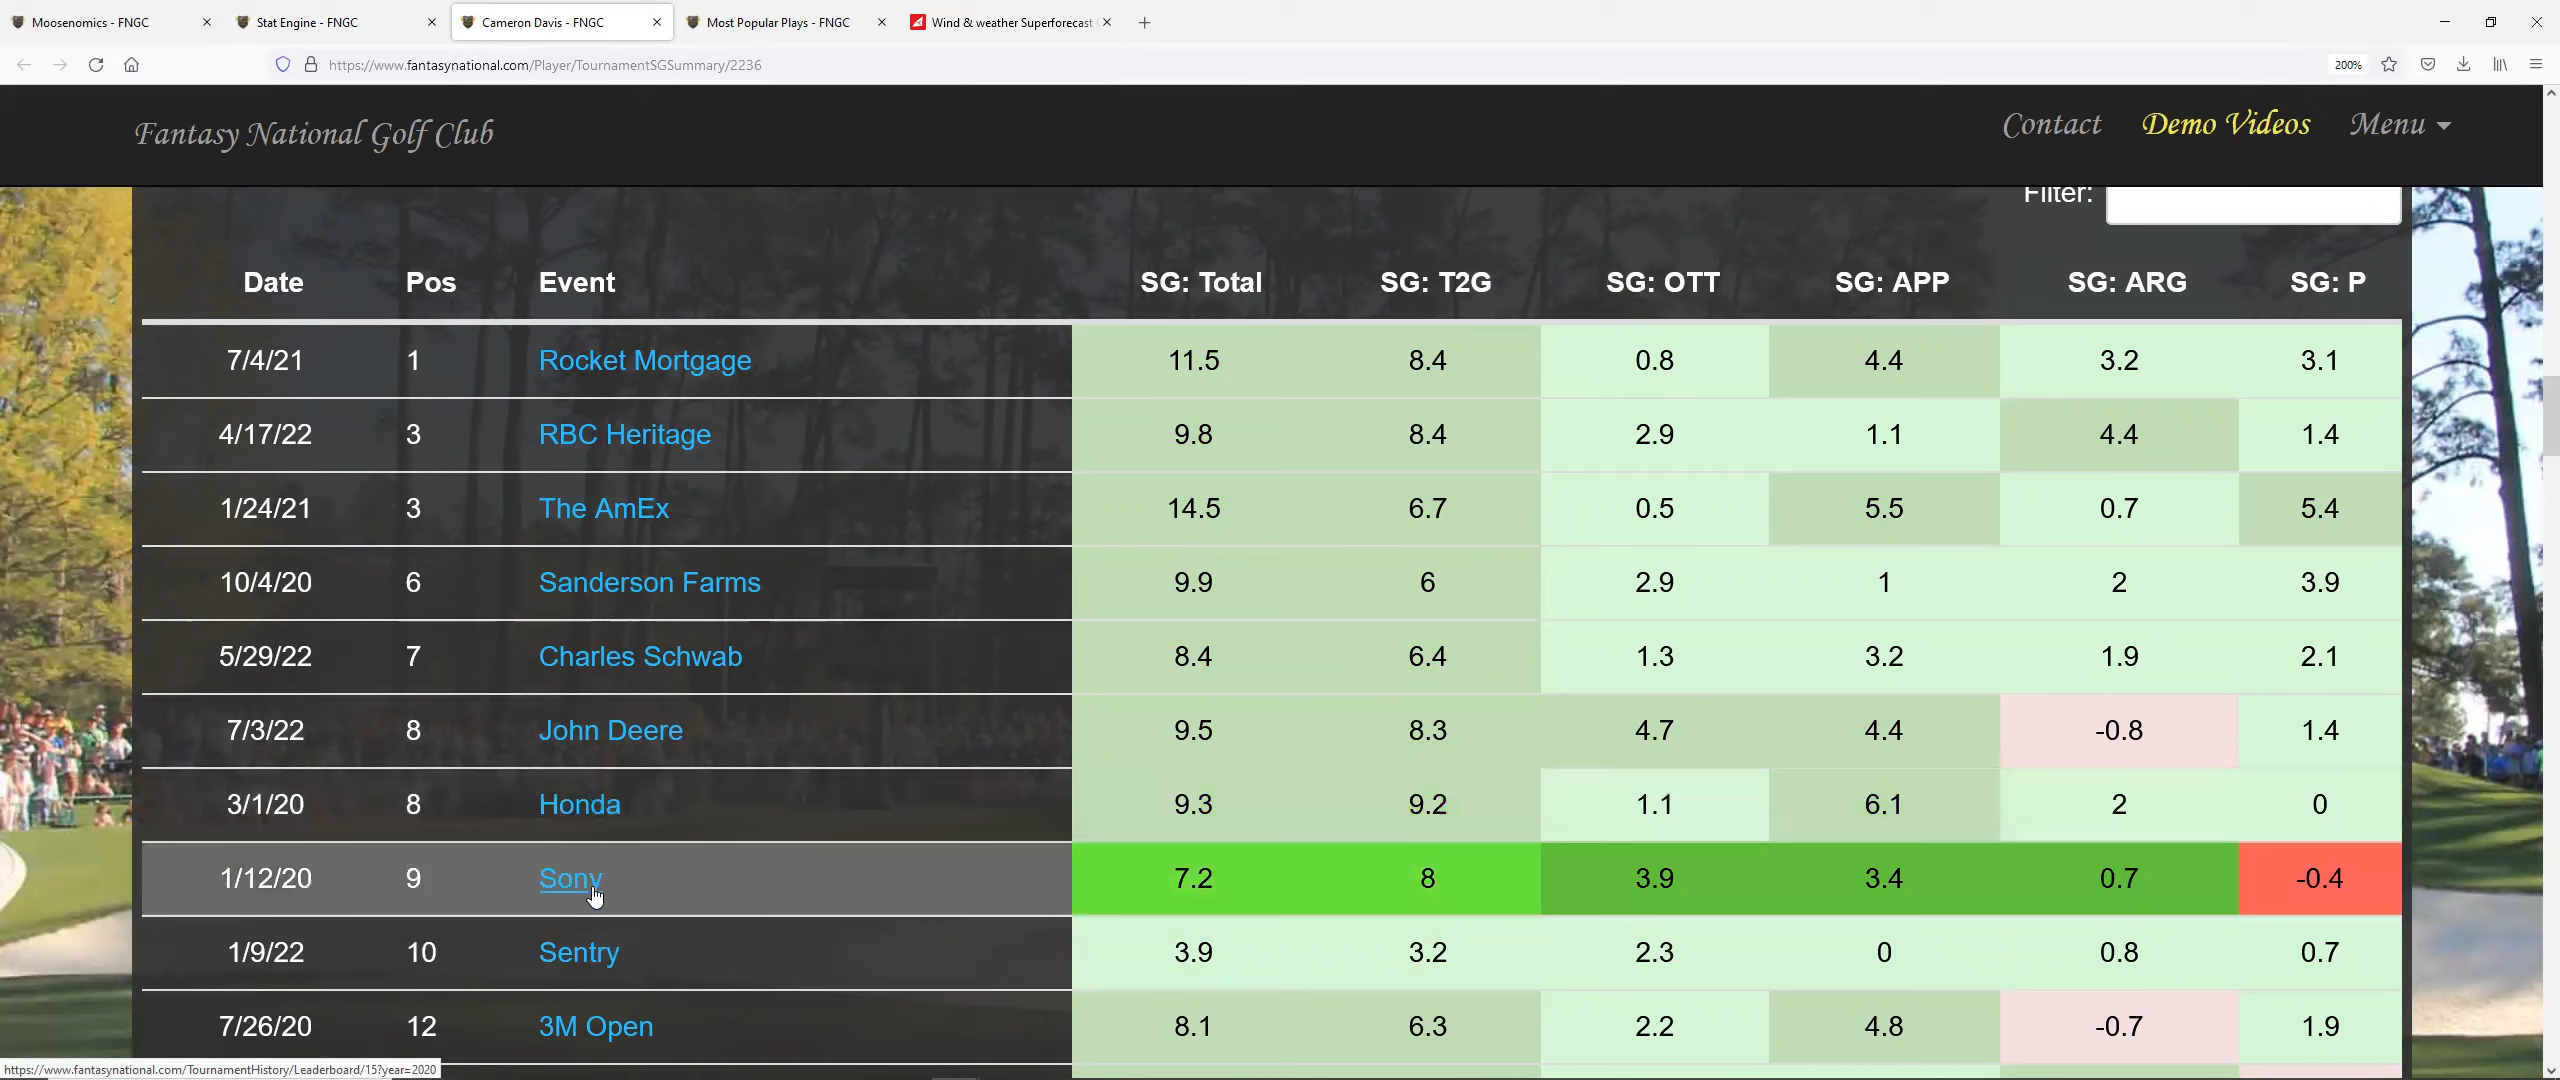 Moosenomics - FNGC
Stat Engine - FNGC
Cameron Davis - FNGC
Most Popular Plays - FNGC
Wind & weather Superforecast
https://www.fantasynational.com/Player/TournamentSGSummary/2236
200%
Fantasy National Golf Club
Contact Demo Videos Menu
Filter:
Date Pos Event SG: Total SG: T2G SG: OTT SG: APP SG: ARG SG: P
7/4/21 1 Rocket Mortgage 11.5 8.4 0.8 4.4 3.2 3.1
4/17/22 3 RBC Heritage 9.8 8.4 2.9 1.1 4.4 1.4
1/24/21 3 The AmEx 14.5 6.7 0.5 5.5 0.7 5.4
10/4/20 6 Sanderson Farms 9.9 6 2.9 1 2 3.9
5/29/22 7 Charles Schwab 8.4 6.4 1.3 3.2 1.9 2.1
7/3/22 8 John Deere 9.5 8.3 4.7 4.4 -0.8 1.4
3/1/20 8 Honda 9.3 9.2 1.1 6.1 2 0
1/12/20 9 Sony 7.2 8 3.9 3.4 0.7 -0.4
1/9/22 10 Sentry 3.9 3.2 2.3 0 0.8 0.7
7/26/20 12 3M Open 8.1 6.3 2.2 4.8 -0.7 1.9
https://www.fantasynational.com/TournamentHistory/Leaderboard/15?year=2020